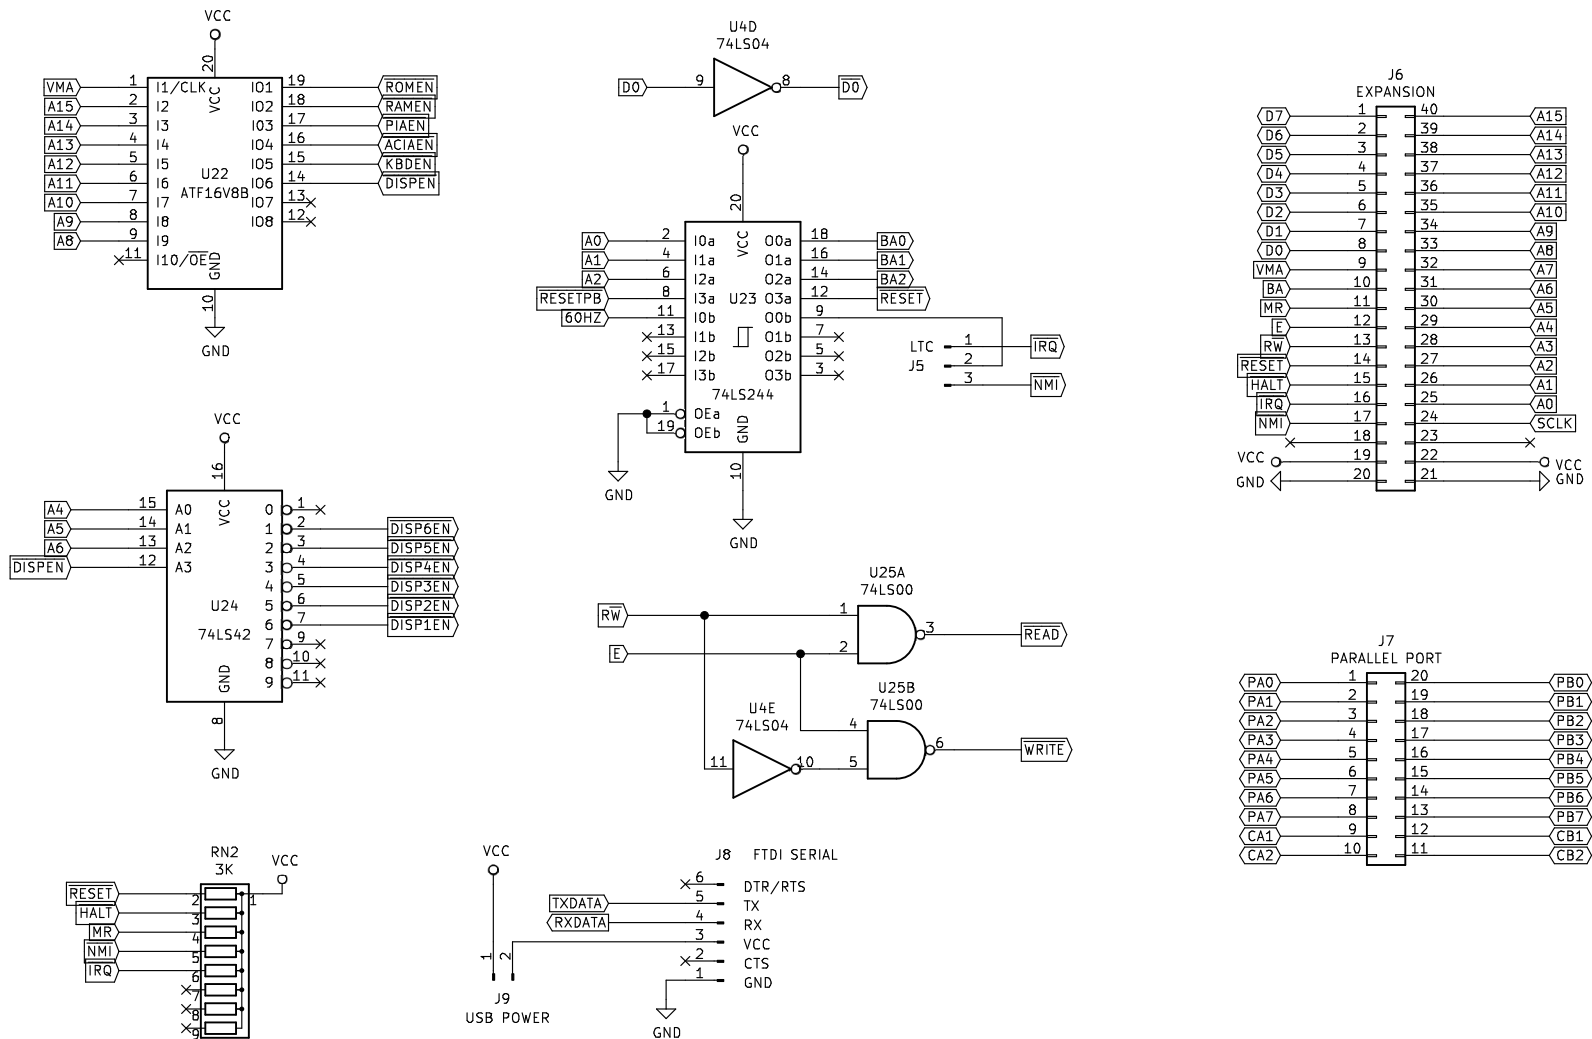 VCC
20
VMA 1 I1/CLK IO1 19 ROMEN
A15 2 I2 VCC IO2 18 RAMEN
A14 3 I3 IO3 17 PIAEN
A13 4 I4 IO4 16 ACIAEN
A12 5 I5 U22 IO5 15 KBDEN
A11 6 I6 ATF16V8B IO6 14 DISPEN
A10 7 I7 IO7 13
A9 8 I8 IO8 12
A8 9 I9
11 I10/OE GND
10
GND
U4D
74LS04
D0 9 8 D0
VCC
20
A0 2 I0a VCC O0a 18 BA0
A1 4 I1a O1a 16 BA1
A2 6 I2a O2a 14 BA2
RESETPB 8 I3a U23 O3a 12 RESET
60HZ 11 I0b O0b 9
13 I1b O1b 7
15 I2b O2b 5
17 I3b O3b 3
74LS244
1 OEa
19 OEb GND
10
GND
GND
LTC 1 IRQ
J5 2
3 NMI
J6
EXPANSION
D7 1 40 A15
D6 2 39 A14
D5 3 38 A13
D4 4 37 A12
D3 5 36 A11
D2 6 35 A10
D1 7 34 A9
D0 8 33 A8
VMA 9 32 A7
BA 10 31 A6
MR 11 30 A5
E 12 29 A4
RW 13 28 A3
RESET 14 27 A2
HALT 15 26 A1
IRQ 16 25 A0
NMI 17 24 SCLK
18 23
VCC 19 22 VCC
GND 20 21 GND
VCC
16
A4 15 A0 VCC 0 1
A5 14 A1 1 2 DISP6EN
A6 13 A2 2 3 DISP5EN
DISPEN 12 A3 3 4 DISP4EN
4 5 DISP3EN
U24 5 6 DISP2EN
74LS42 6 7 DISP1EN
7 9
8 10
GND 9 11
8
GND
U25A
74LS00
RW 1
3 READ
E 2
U25B
74LS00
U4E
74LS04
4
6 WRITE
11 10 5
J7
PARALLEL PORT
PA0 1 20 PB0
PA1 2 19 PB1
PA2 3 18 PB2
PA3 4 17 PB3
PA4 5 16 PB4
PA5 6 15 PB5
PA6 7 14 PB6
PA7 8 13 PB7
CA1 9 12 CB1
CA2 10 11 CB2
RN2
3K VCC
RESET 2 1
HALT 3
MR 4
NMI 5
IRQ 6
7
8
9
VCC
1 2
J9
USB POWER
J8 FTDI SERIAL
6 DTR/RTS
TXDATA 5 TX
RXDATA 4 RX
3 VCC
2 CTS
1 GND
GND